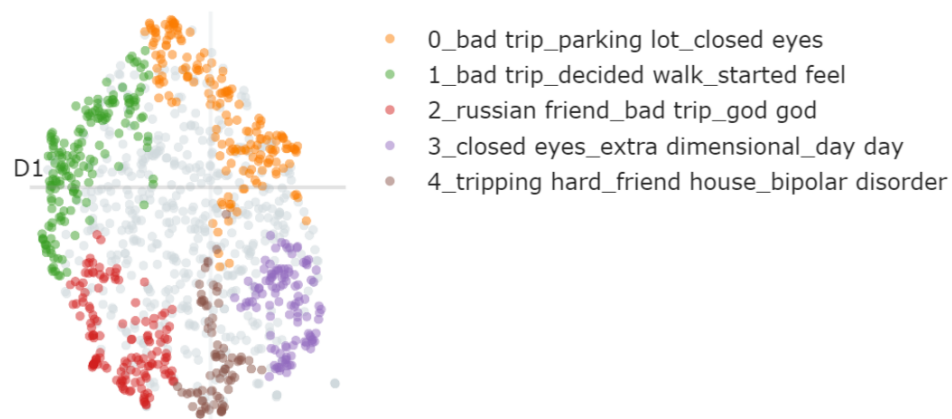 0_bad trip_parking lot_closed eyes
1_bad trip_decided walk_started feel
2_russian friend_bad trip_god god
3_closed eyes_extra dimensional_day day
4_tripping hard_friend house_bipolar disorder
D1